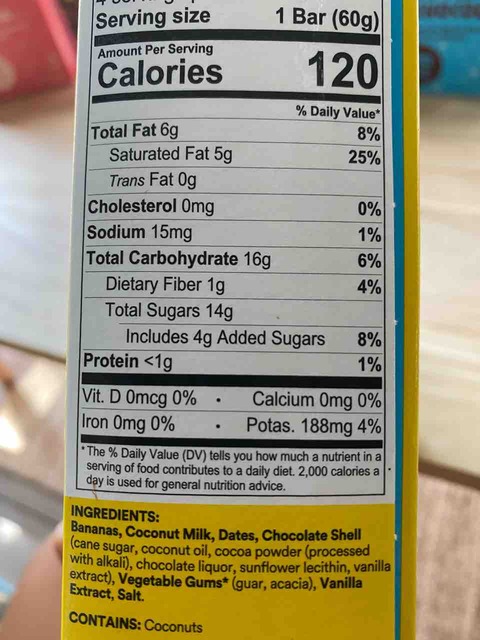 Serving size 1 Bar (60g)
Amount Per Serving
Calories 120
% Daily Value*
Total Fat 6g 8%
Saturated Fat 5g 25%
Trans Fat 0g
Cholesterol 0mg 0%
Sodium 15mg 1%
Total Carbohydrate 16g 6%
Dietary Fiber 1g 4%
Total Sugars 14g
Includes 4g Added Sugars 8%
Protein <1g 1%
Vit. D 0mcg 0% • Calcium 0mg 0%
Iron 0mg 0% • Potas. 188mg 4%
*The % Daily Value (DV) tells you how much a nutrient in a
serving of food contributes to a daily diet. 2,000 calories a
day is used for general nutrition advice.
INGREDIENTS:
Bananas, Coconut Milk, Dates, Chocolate Shell
(cane sugar, coconut oil, cocoa powder (processed
with alkali), chocolate liquor, sunflower lecithin, vanilla
extract), Vegetable Gums* (guar, acacia), Vanilla
Extract, Salt.
CONTAINS: Coconuts